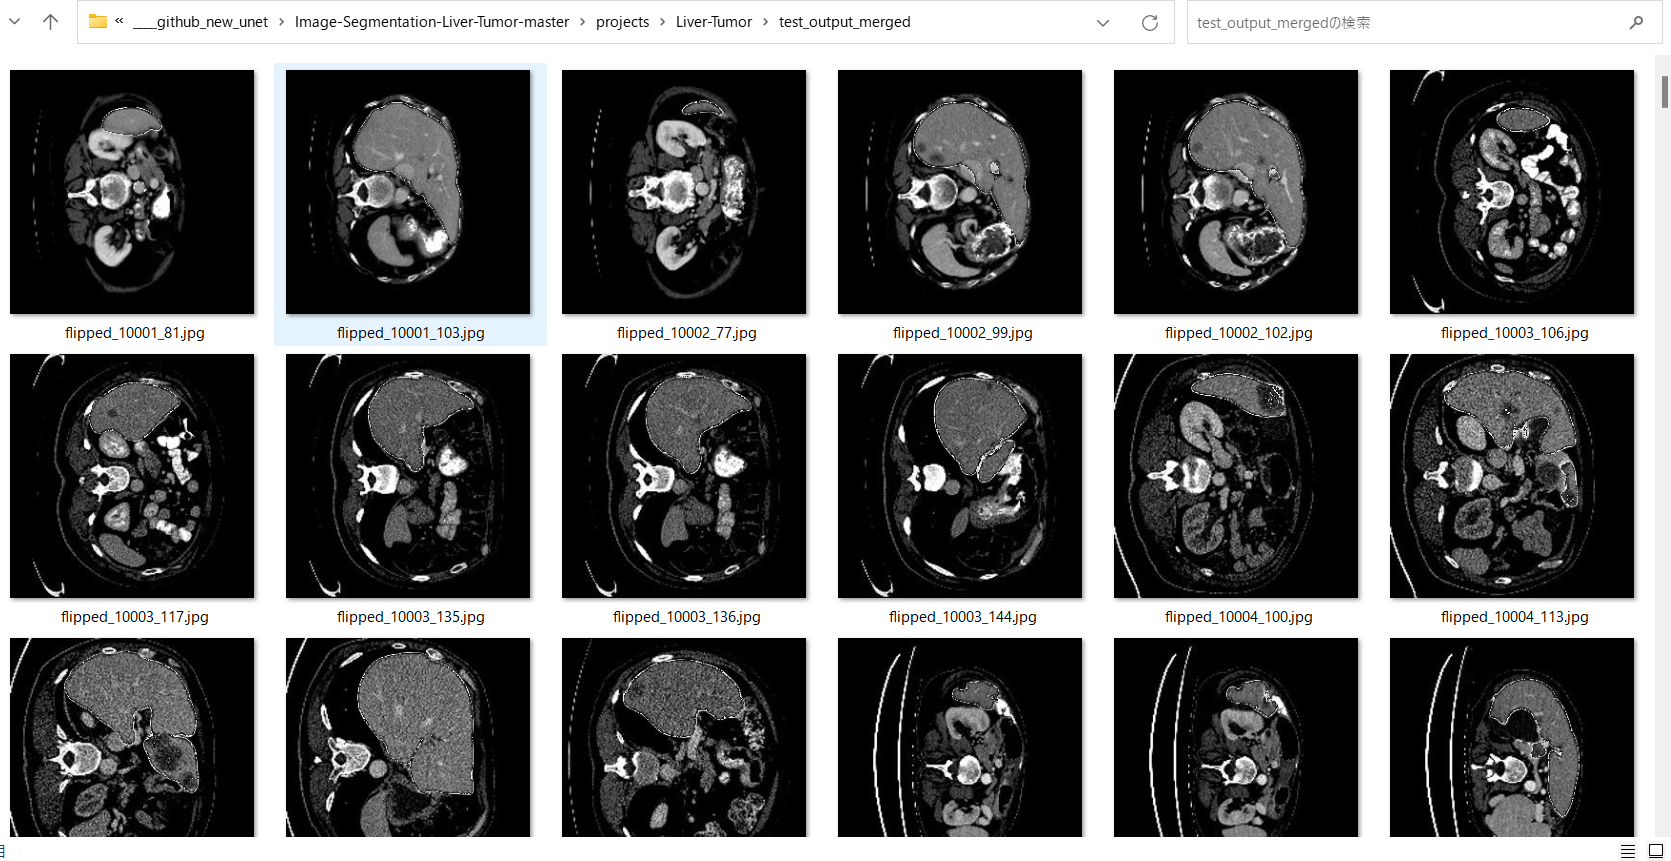 « ____github_new_unet > Image-Segmentation-Liver-Tumor-master > projects > Liver-Tumor > test_output_merged
test_output_mergedの検索
flipped_10001_81.jpg
flipped_10001_103.jpg
flipped_10002_77.jpg
flipped_10002_99.jpg
flipped_10002_102.jpg
flipped_10003_106.jpg
flipped_10003_117.jpg
flipped_10003_135.jpg
flipped_10003_136.jpg
flipped_10003_144.jpg
flipped_10004_100.jpg
flipped_10004_113.jpg